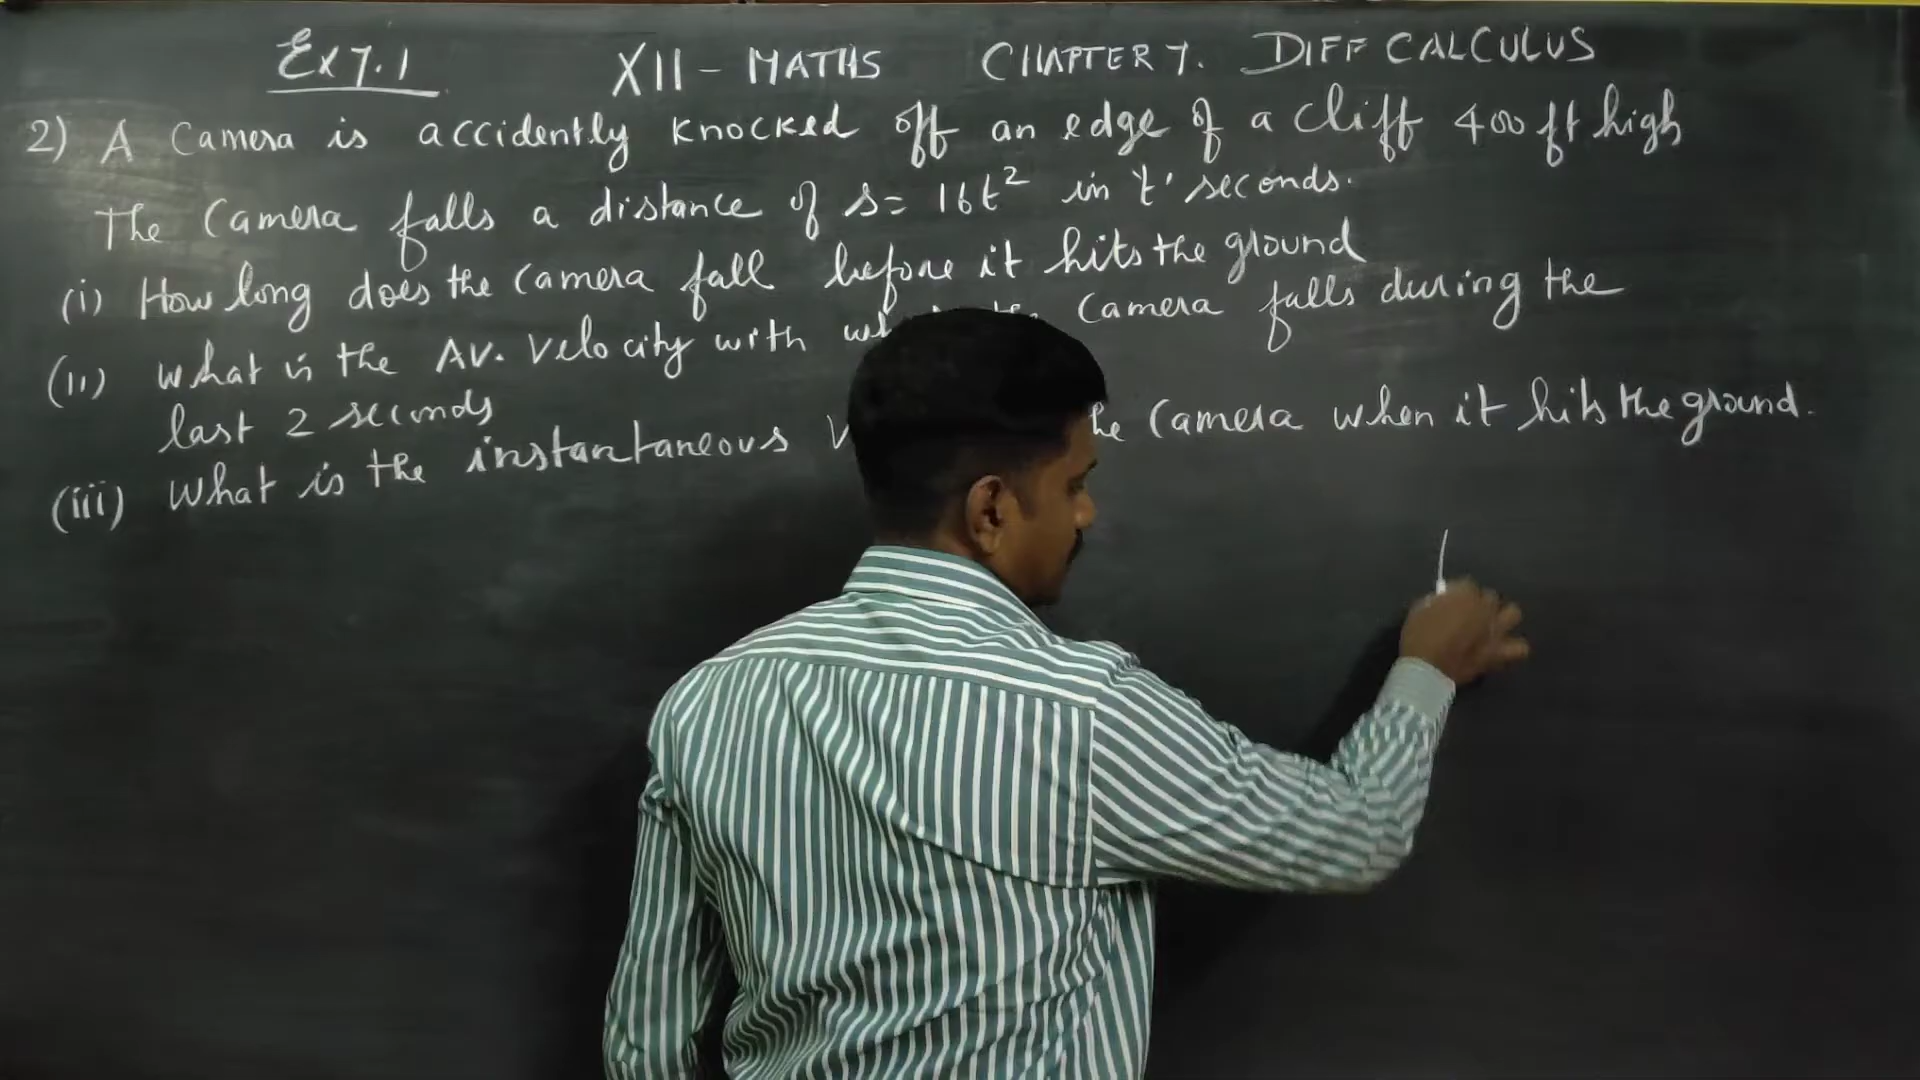 Ex 7.1 XII - MATHS CHAPTER 7. DIFF CALCULUS
2) A Camera is accidently knocked off an edge of a cliff 400 ft high
The Camera falls a distance of s = 16t² in 't' seconds.
(i) How long does the camera fall before it hits the ground
(ii) What is the AV. Velocity with camera falls during the
last 2 seconds
(iii) What is the instantaneous Camera when it hits the ground.